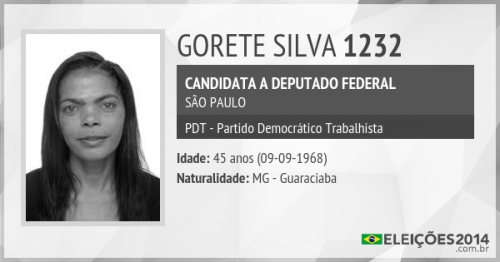 GORETE SILVA 1232
CANDIDATA A DEPUTADO FEDERAL
SÃO PAULO
PDT - Partido Democrático Trabalhista
Idade: 45 anos (09-09-1968)
Naturalidade: MG - Guaraciaba
ELEIÇÕES2014
.com.br